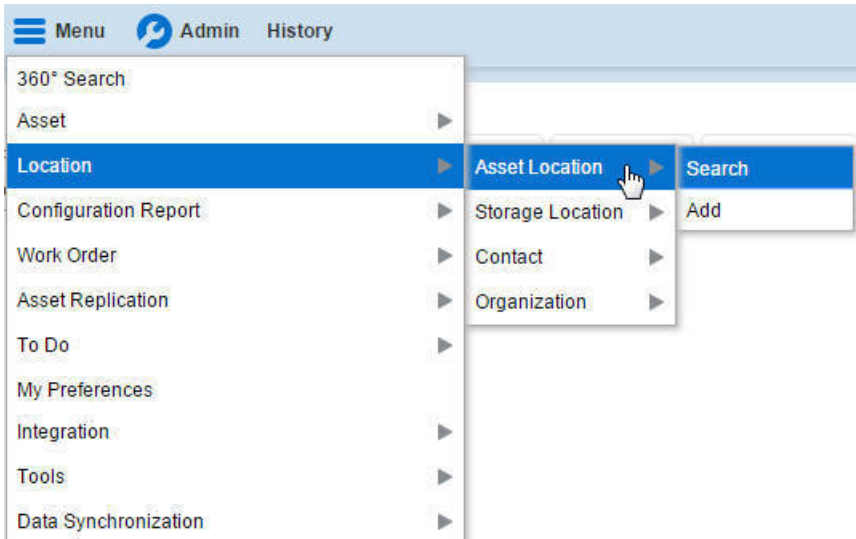 Menu Admin History
360° Search
Asset
Location
Configuration Report
Work Order
Asset Replication
To Do
My Preferences
Integration
Tools
Data Synchronization
Asset Location
Storage Location
Contact
Organization
Search
Add